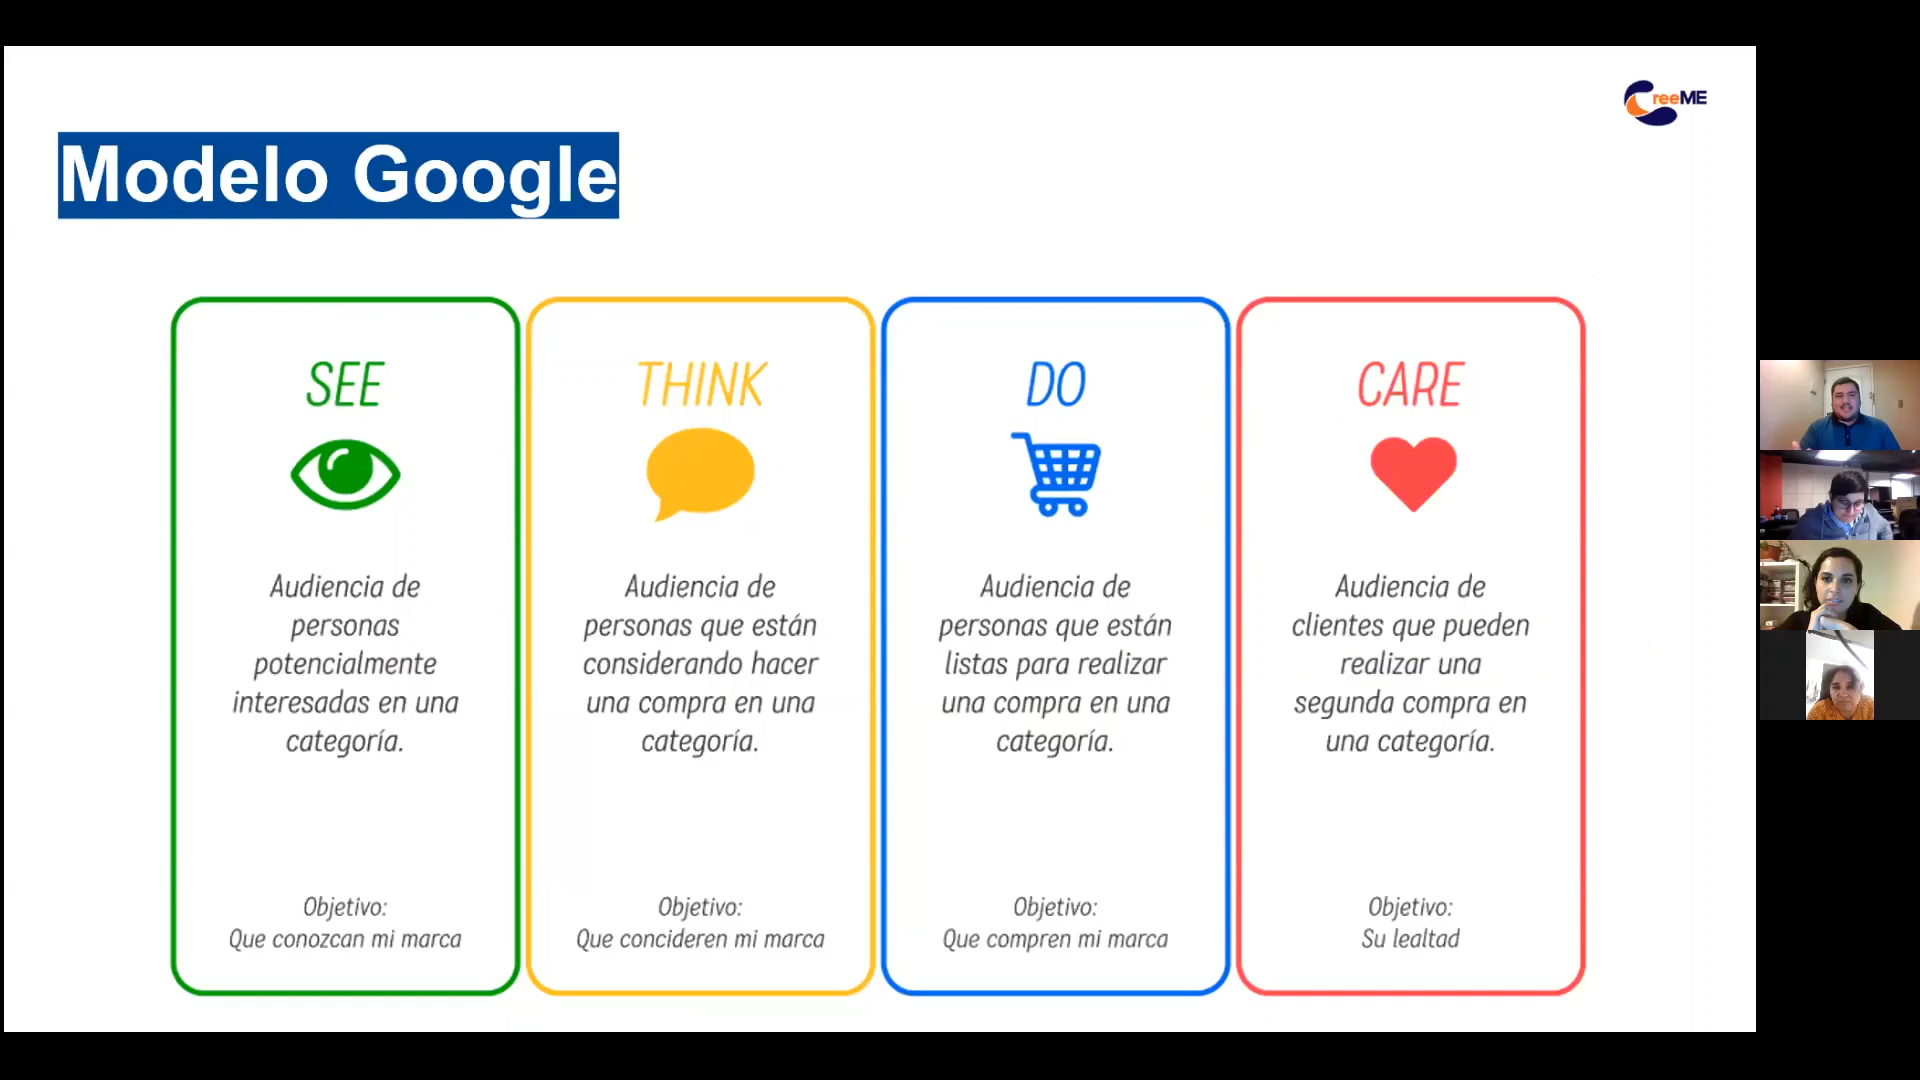 reeME
Modelo Google
SEE
Audiencia de
personas
potencialmente
interesadas en una
categoría.
Objetivo:
Que conozcan mi marca
THINK
Audiencia de
personas que están
considerando hacer
una compra en una
categoría.
Objetivo:
Que concideren mi marca
DO
Audiencia de
personas que están
listas para realizar
una compra en una
categoría.
Objetivo:
Que compren mi marca
CARE
Audiencia de
clientes que pueden
realizar una
segunda compra en
una categoría.
Objetivo:
Su lealtad